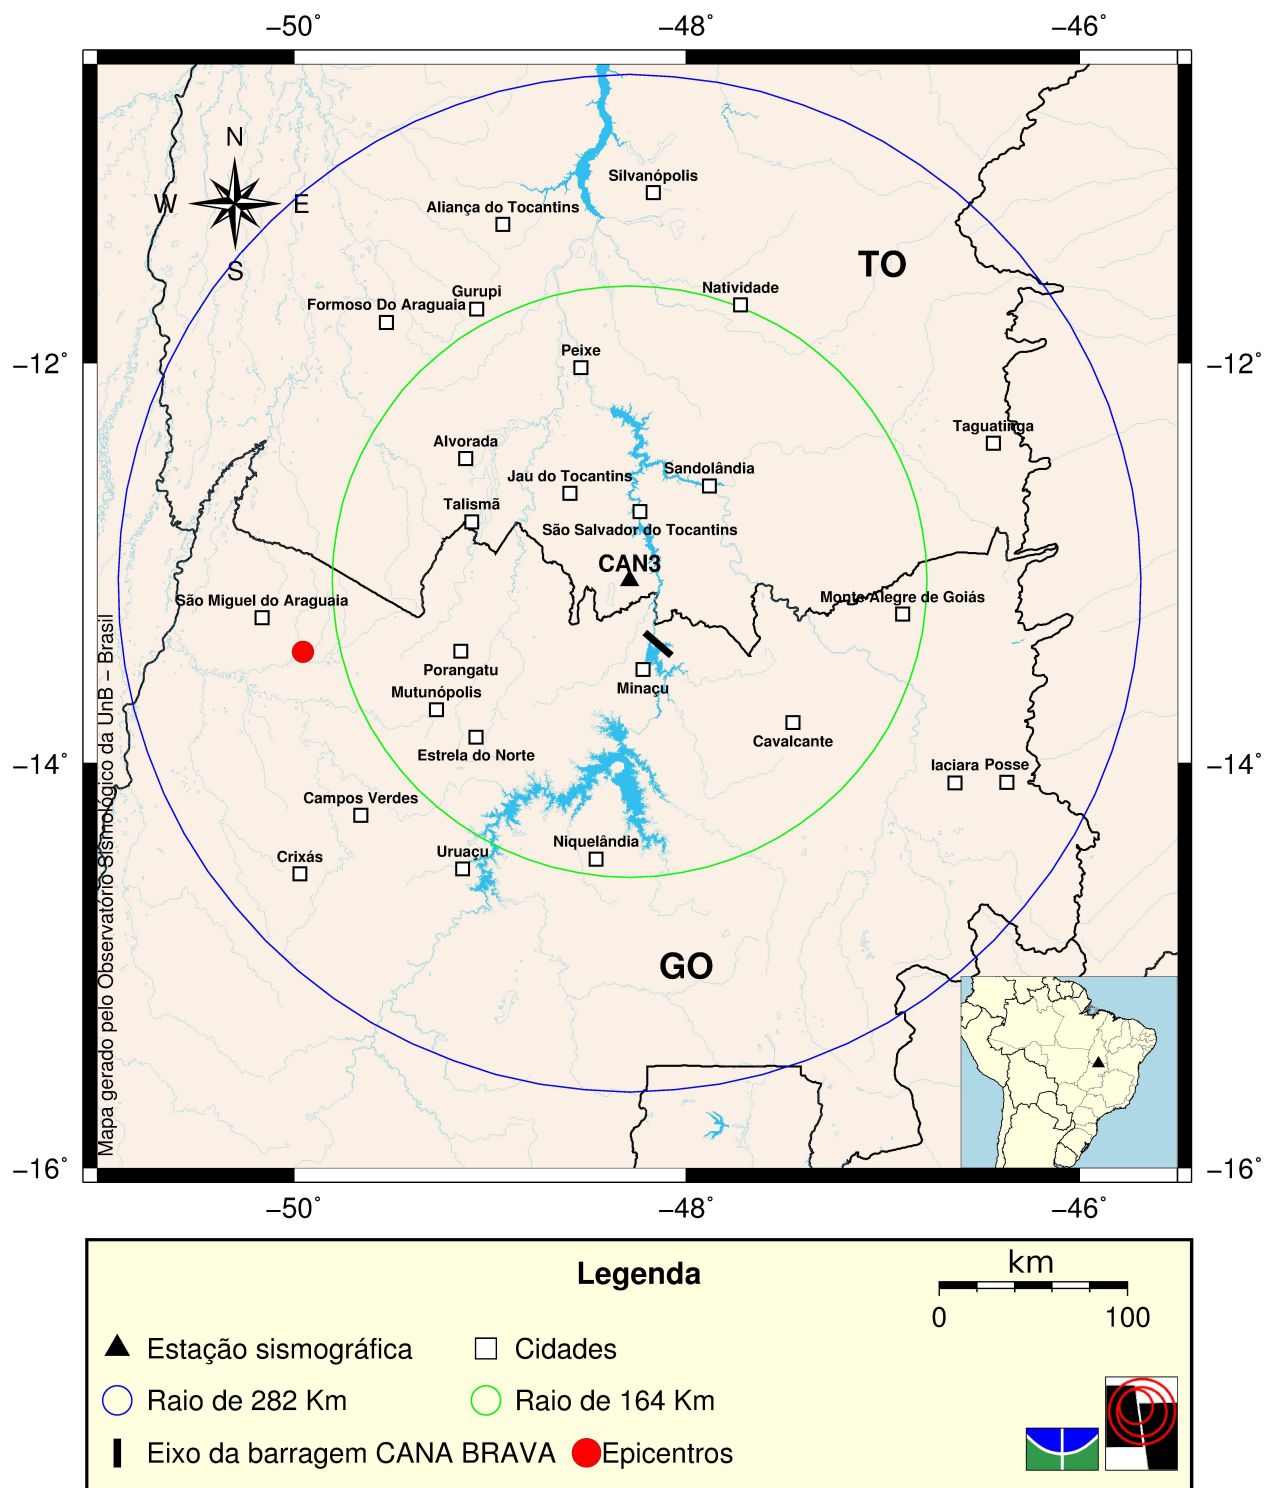 −50° −48° −46°
N
W E
S
Silvanópolis
Aliança do Tocantins
TO
Natividade
Gurupi
Formoso Do Araguaia
−12° −12°
Peixe
Taguatinga
Alvorada
Sandolândia
Jau do Tocantins
Talismã
São Salvador do Tocantins
CAN3
São Miguel do Araguaia
Monte Alegre de Goiás
Porangatu
Minaçu
Mutunópolis
Cavalcante
Estrela do Norte
−14° −14°
Iaciara Posse
Campos Verdes
Niquelândia
Uruaçu
Crixás
GO
Mapa gerado pelo Observatório Sismológico da UnB − Brasil
−16° −16°
−50° −48° −46°
Legenda
km
0 100
Estação sismográfica
Cidades
Raio de 282 Km
Raio de 164 Km
Eixo da barragem CANA BRAVA
Epicentros